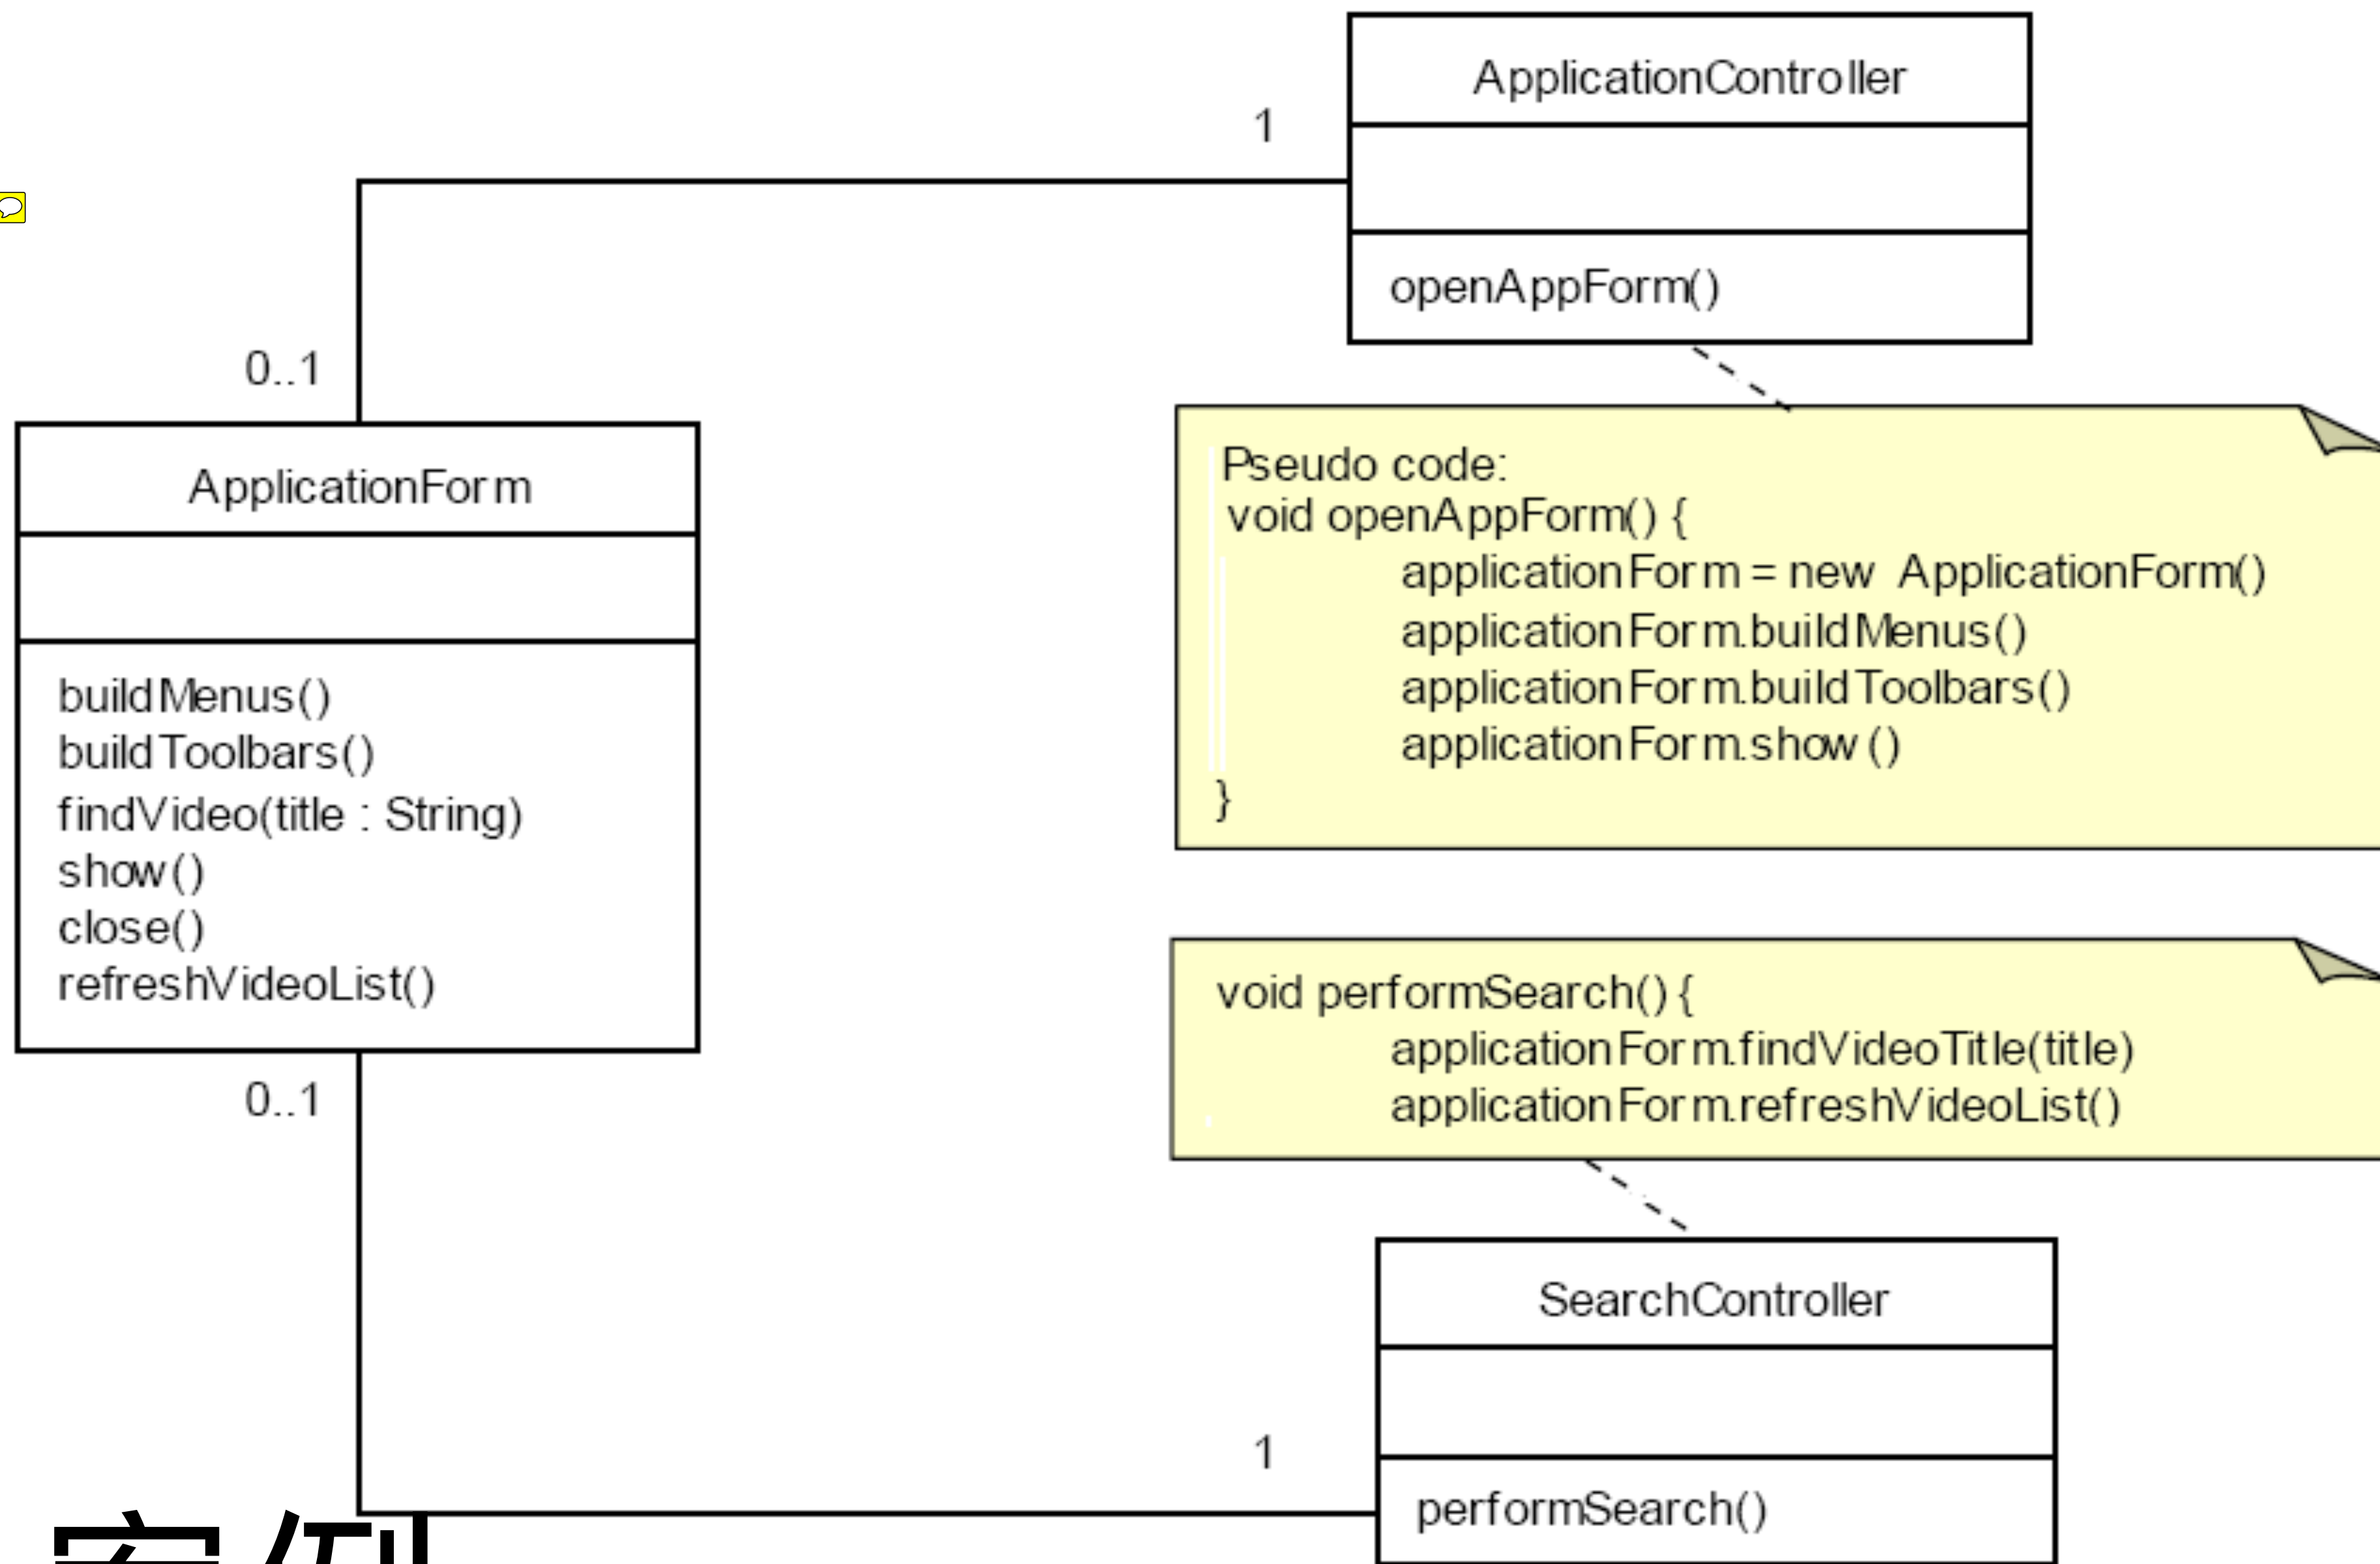 ApplicationController
1
openAppForm()
0..1
ApplicationForm
buildMenus()
buildToolbars()
findVideo(title : String)
show()
close()
refreshVideoList()
0..1
Pseudo code:
void openAppForm() {
applicationForm = new ApplicationForm()
applicationForm.buildMenus()
applicationForm.buildToolbars()
applicationForm.show()
}
void performSearch() {
applicationForm.findVideoTitle(title)
applicationForm.refreshVideoList()
SearchController
1
performSearch()